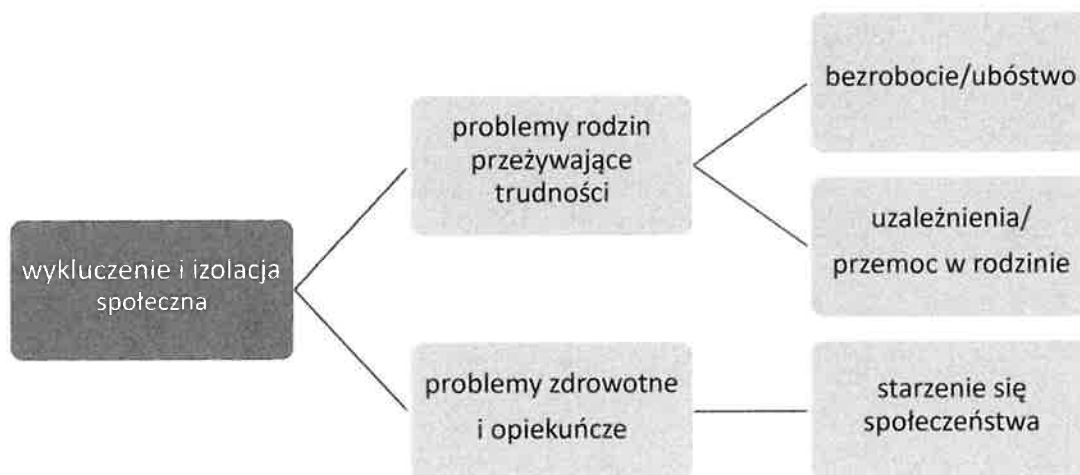 wykluczenie i izolacja
społeczna
problemy rodzin
przeżywające
trudności
bezrobocie/ubóstwo
uzależnienia/
przemoc w rodzinie
problemy zdrowotne
i opiekuńcze
starzenie się
społeczeństwa